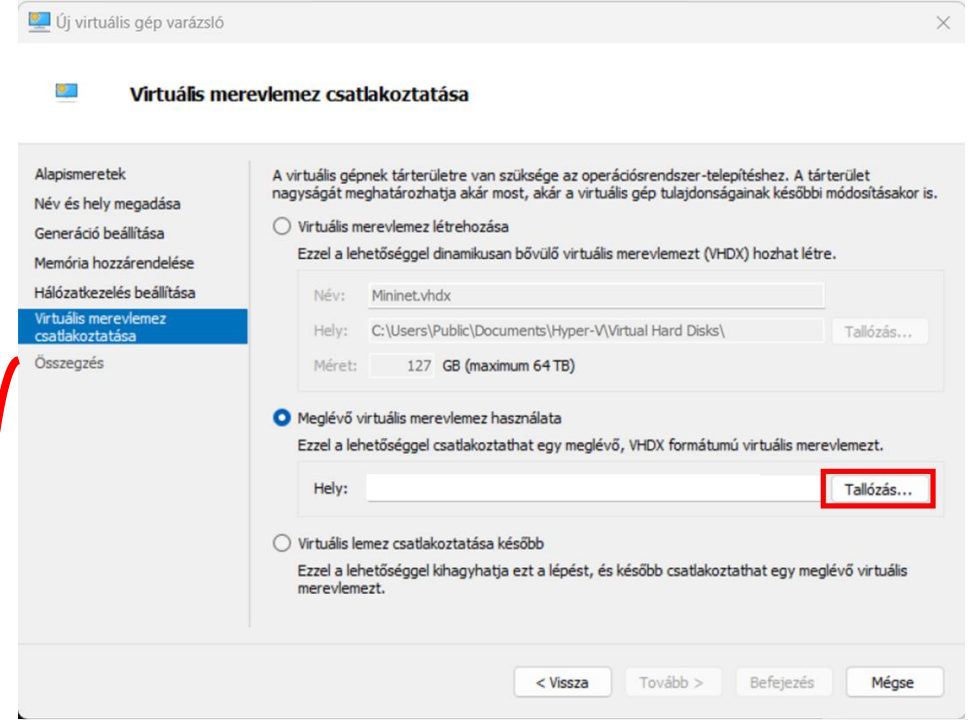 Új virtuális gép varázsló
Virtuális merevlemez csatlakoztatása
Alapismeretek
Név és hely megadása
Generáció beállítása
Memória hozzárendelése
Hálózatkezelés beállítása
Virtuális merevlemez
csatlakoztatása
Összegzés
A virtuális gépnek tárterületre van szüksége az operációsrendszer-telepítéshez. A tárterület
nagyságát meghatározhatja akár most, akár a virtuális gép tulajdonságainak későbbi módosításakor is.
Virtuális merevlemez létrehozása
Ezzel a lehetőséggel dinamikusan bővülő virtuális merevlemezt (VHDX) hozhat létre.
Név: Mininet.vhdx
Hely: C:\Users\Public\Documents\Hyper-V\Virtual Hard Disks\ Tallózás...
Méret: 127 GB (maximum 64 TB)
Meglévő virtuális merevlemez használata
Ezzel a lehetőséggel csatlakoztathat egy meglévő, VHDX formátumú virtuális merevlemezt.
Hely: Tallózás...
Virtuális lemez csatlakoztatása később
Ezzel a lehetőséggel kihagyhatja ezt a lépést, és később csatlakoztathat egy meglévő virtuális
merevlemezt.
< Vissza Tovább > Befejezés Mégse